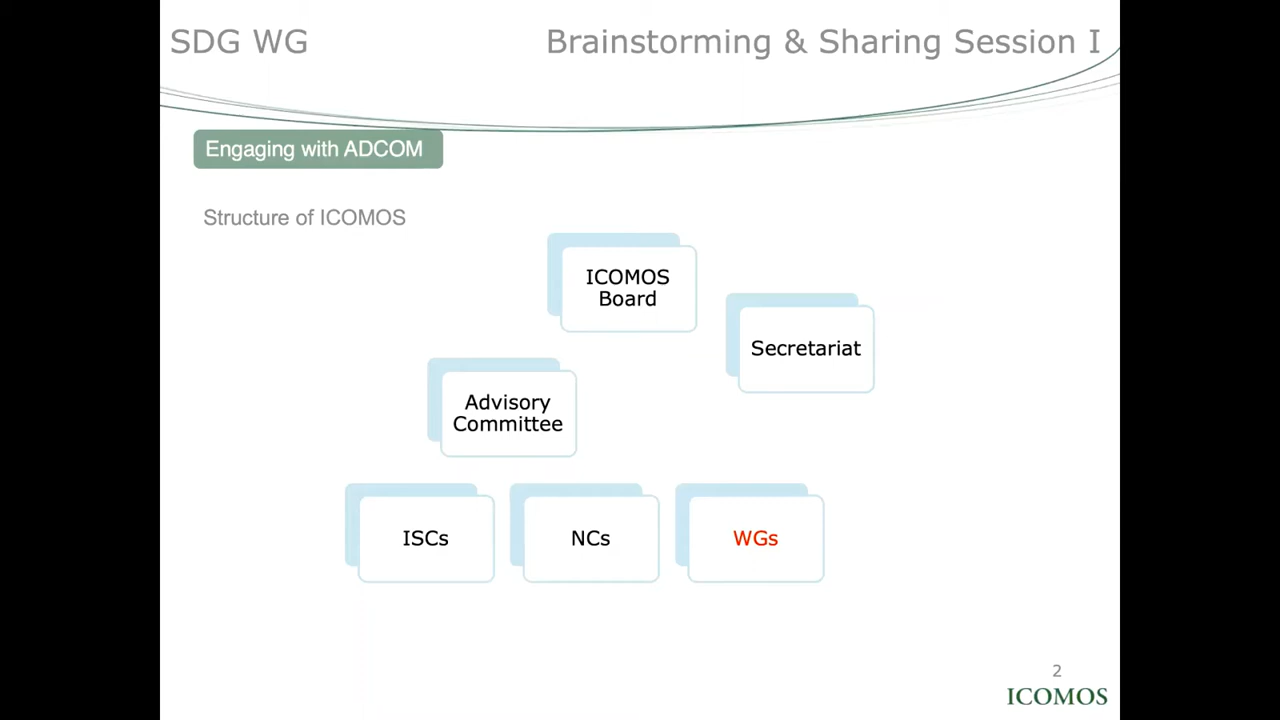 SDG WG
Brainstorming & Sharing Session I
Engaging with ADCOM
Structure of ICOMOS
ICOMOS
Board
Secretariat
Advisory
Committee
ISCs
NCs
WGs
2
ICOMOS